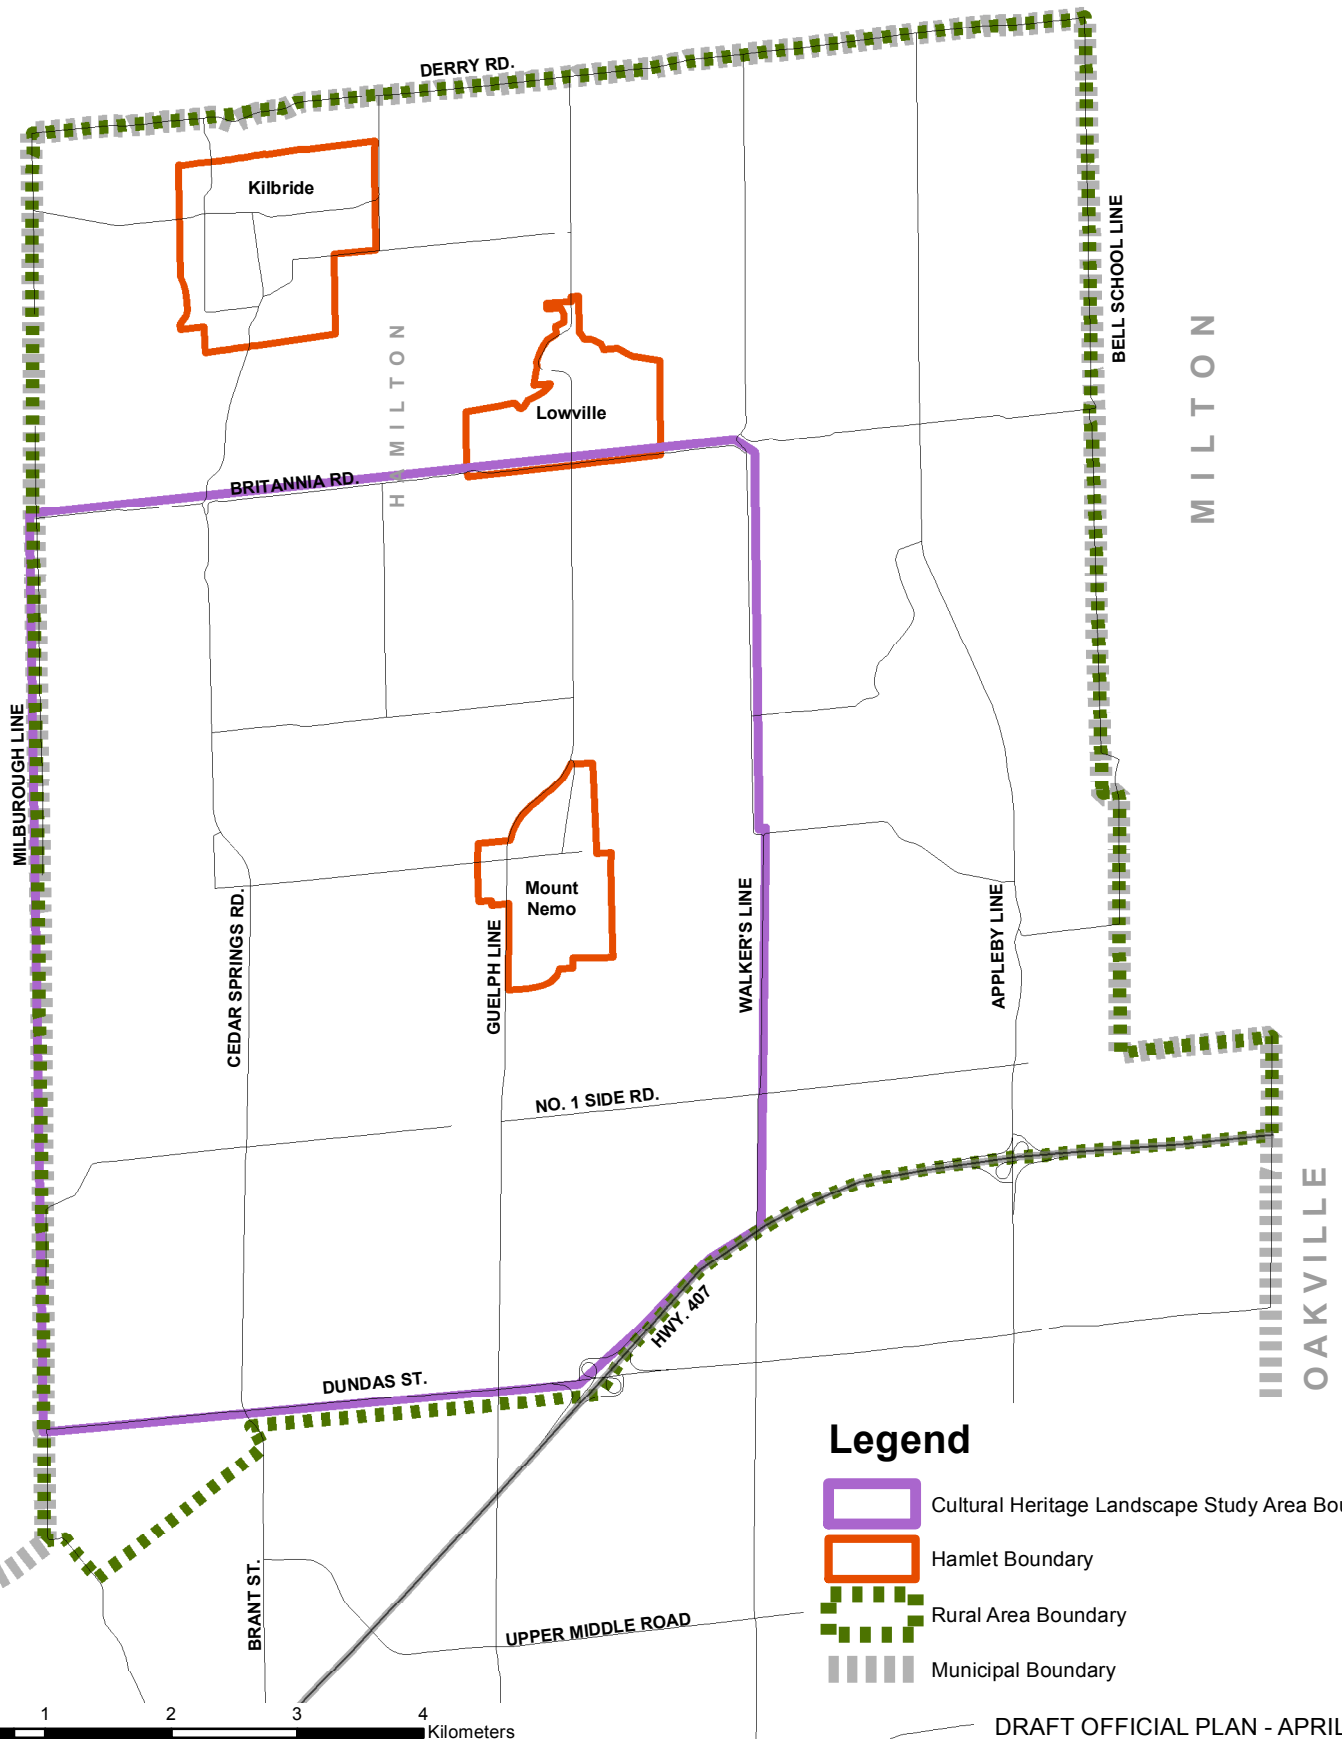 DERRY RD.
Kilbride
BELL SCHOOL LINE
MILTON
HAMILTON
Lowville
BRITANNIA RD.
MILBUROUGH LINE
Mount
Nemo
CEDAR SPRINGS RD.
GUELPH LINE
WALKER'S LINE
APPLEBY LINE
NO. 1 SIDE RD.
OAKVILLE
HWY. 407
DUNDAS ST.
Legend
Cultural Heritage Landscape Study Area Bou
Hamlet Boundary
Rural Area Boundary
Municipal Boundary
BRANT ST.
UPPER MIDDLE ROAD
1 2 3 4
Kilometers
DRAFT OFFICIAL PLAN - APRIL